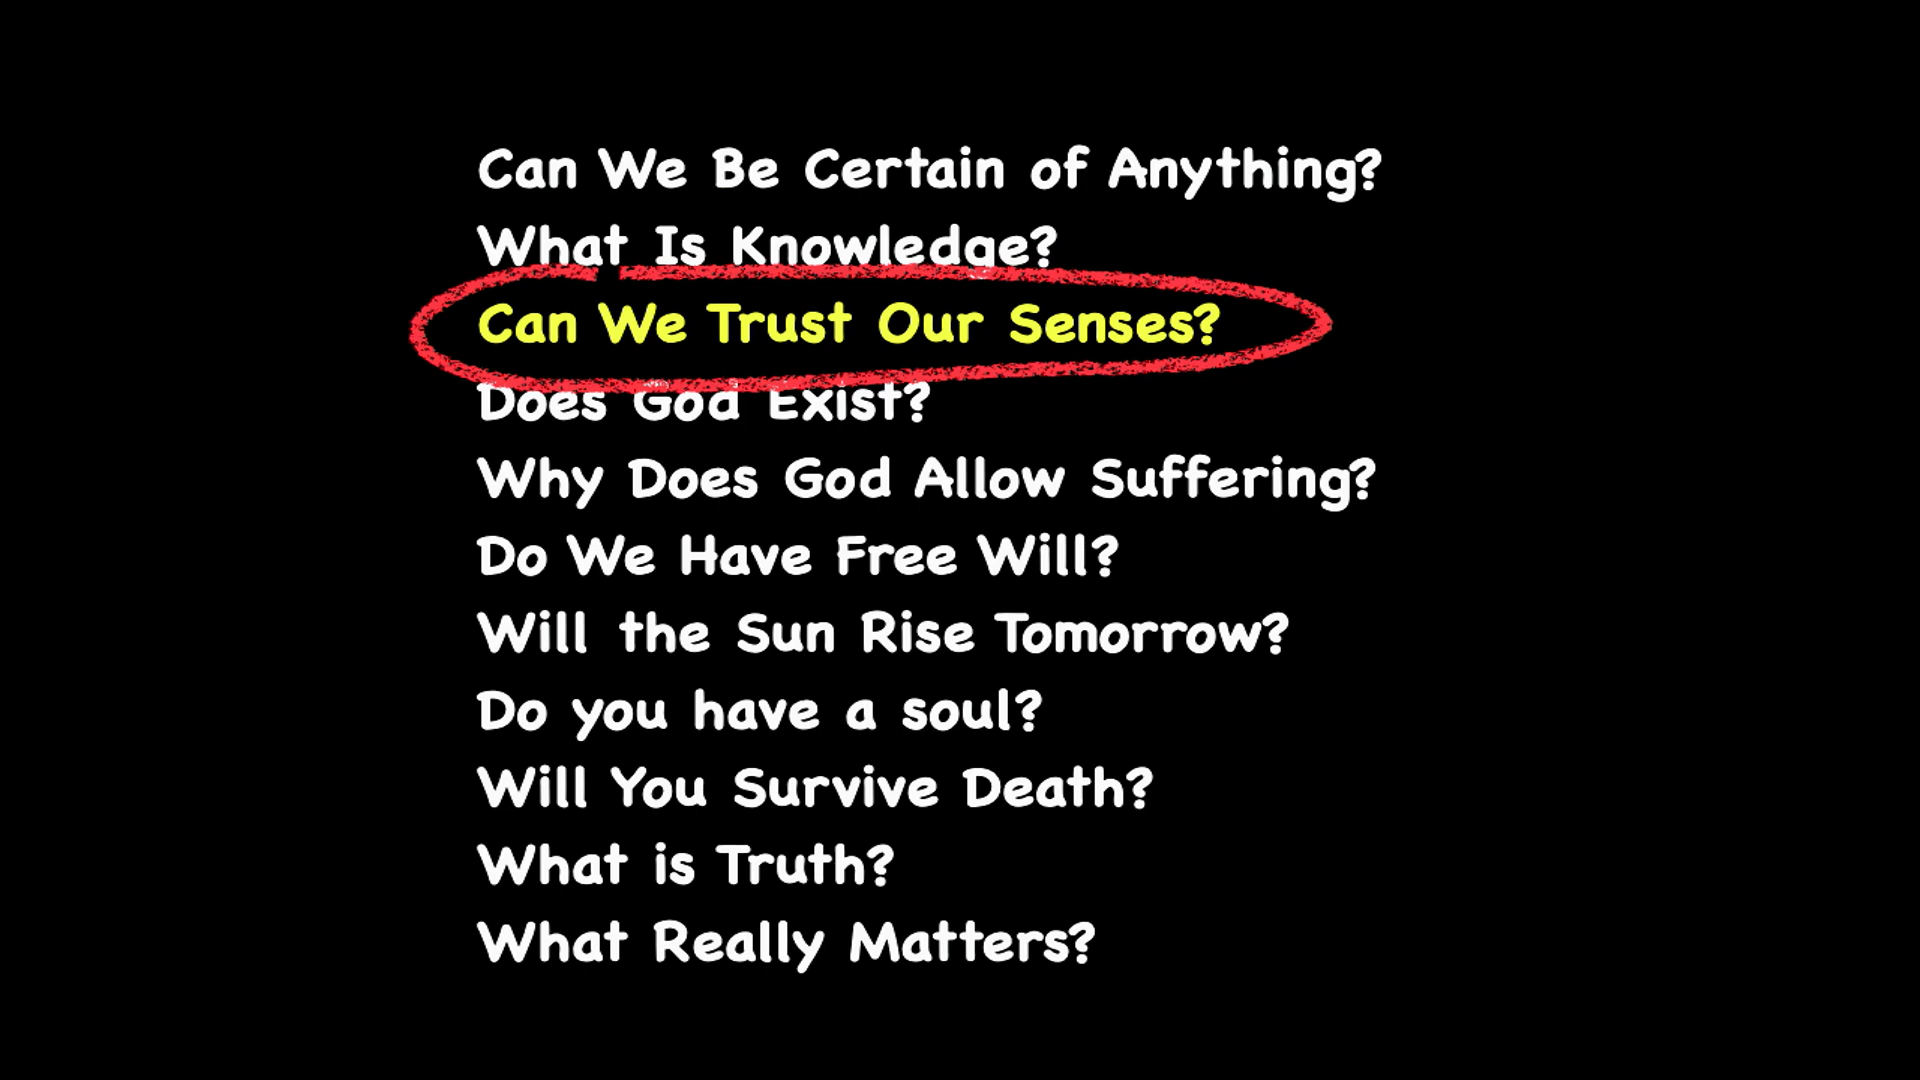 Can We Be Certain of Anything?
What Is Knowledge?
Can We Trust Our Senses?
Does God Exist?
Why Does God Allow Suffering?
Do We Have Free Will?
Will the Sun Rise Tomorrow?
Do you have a soul?
Will You Survive Death?
What is Truth?
What Really Matters?